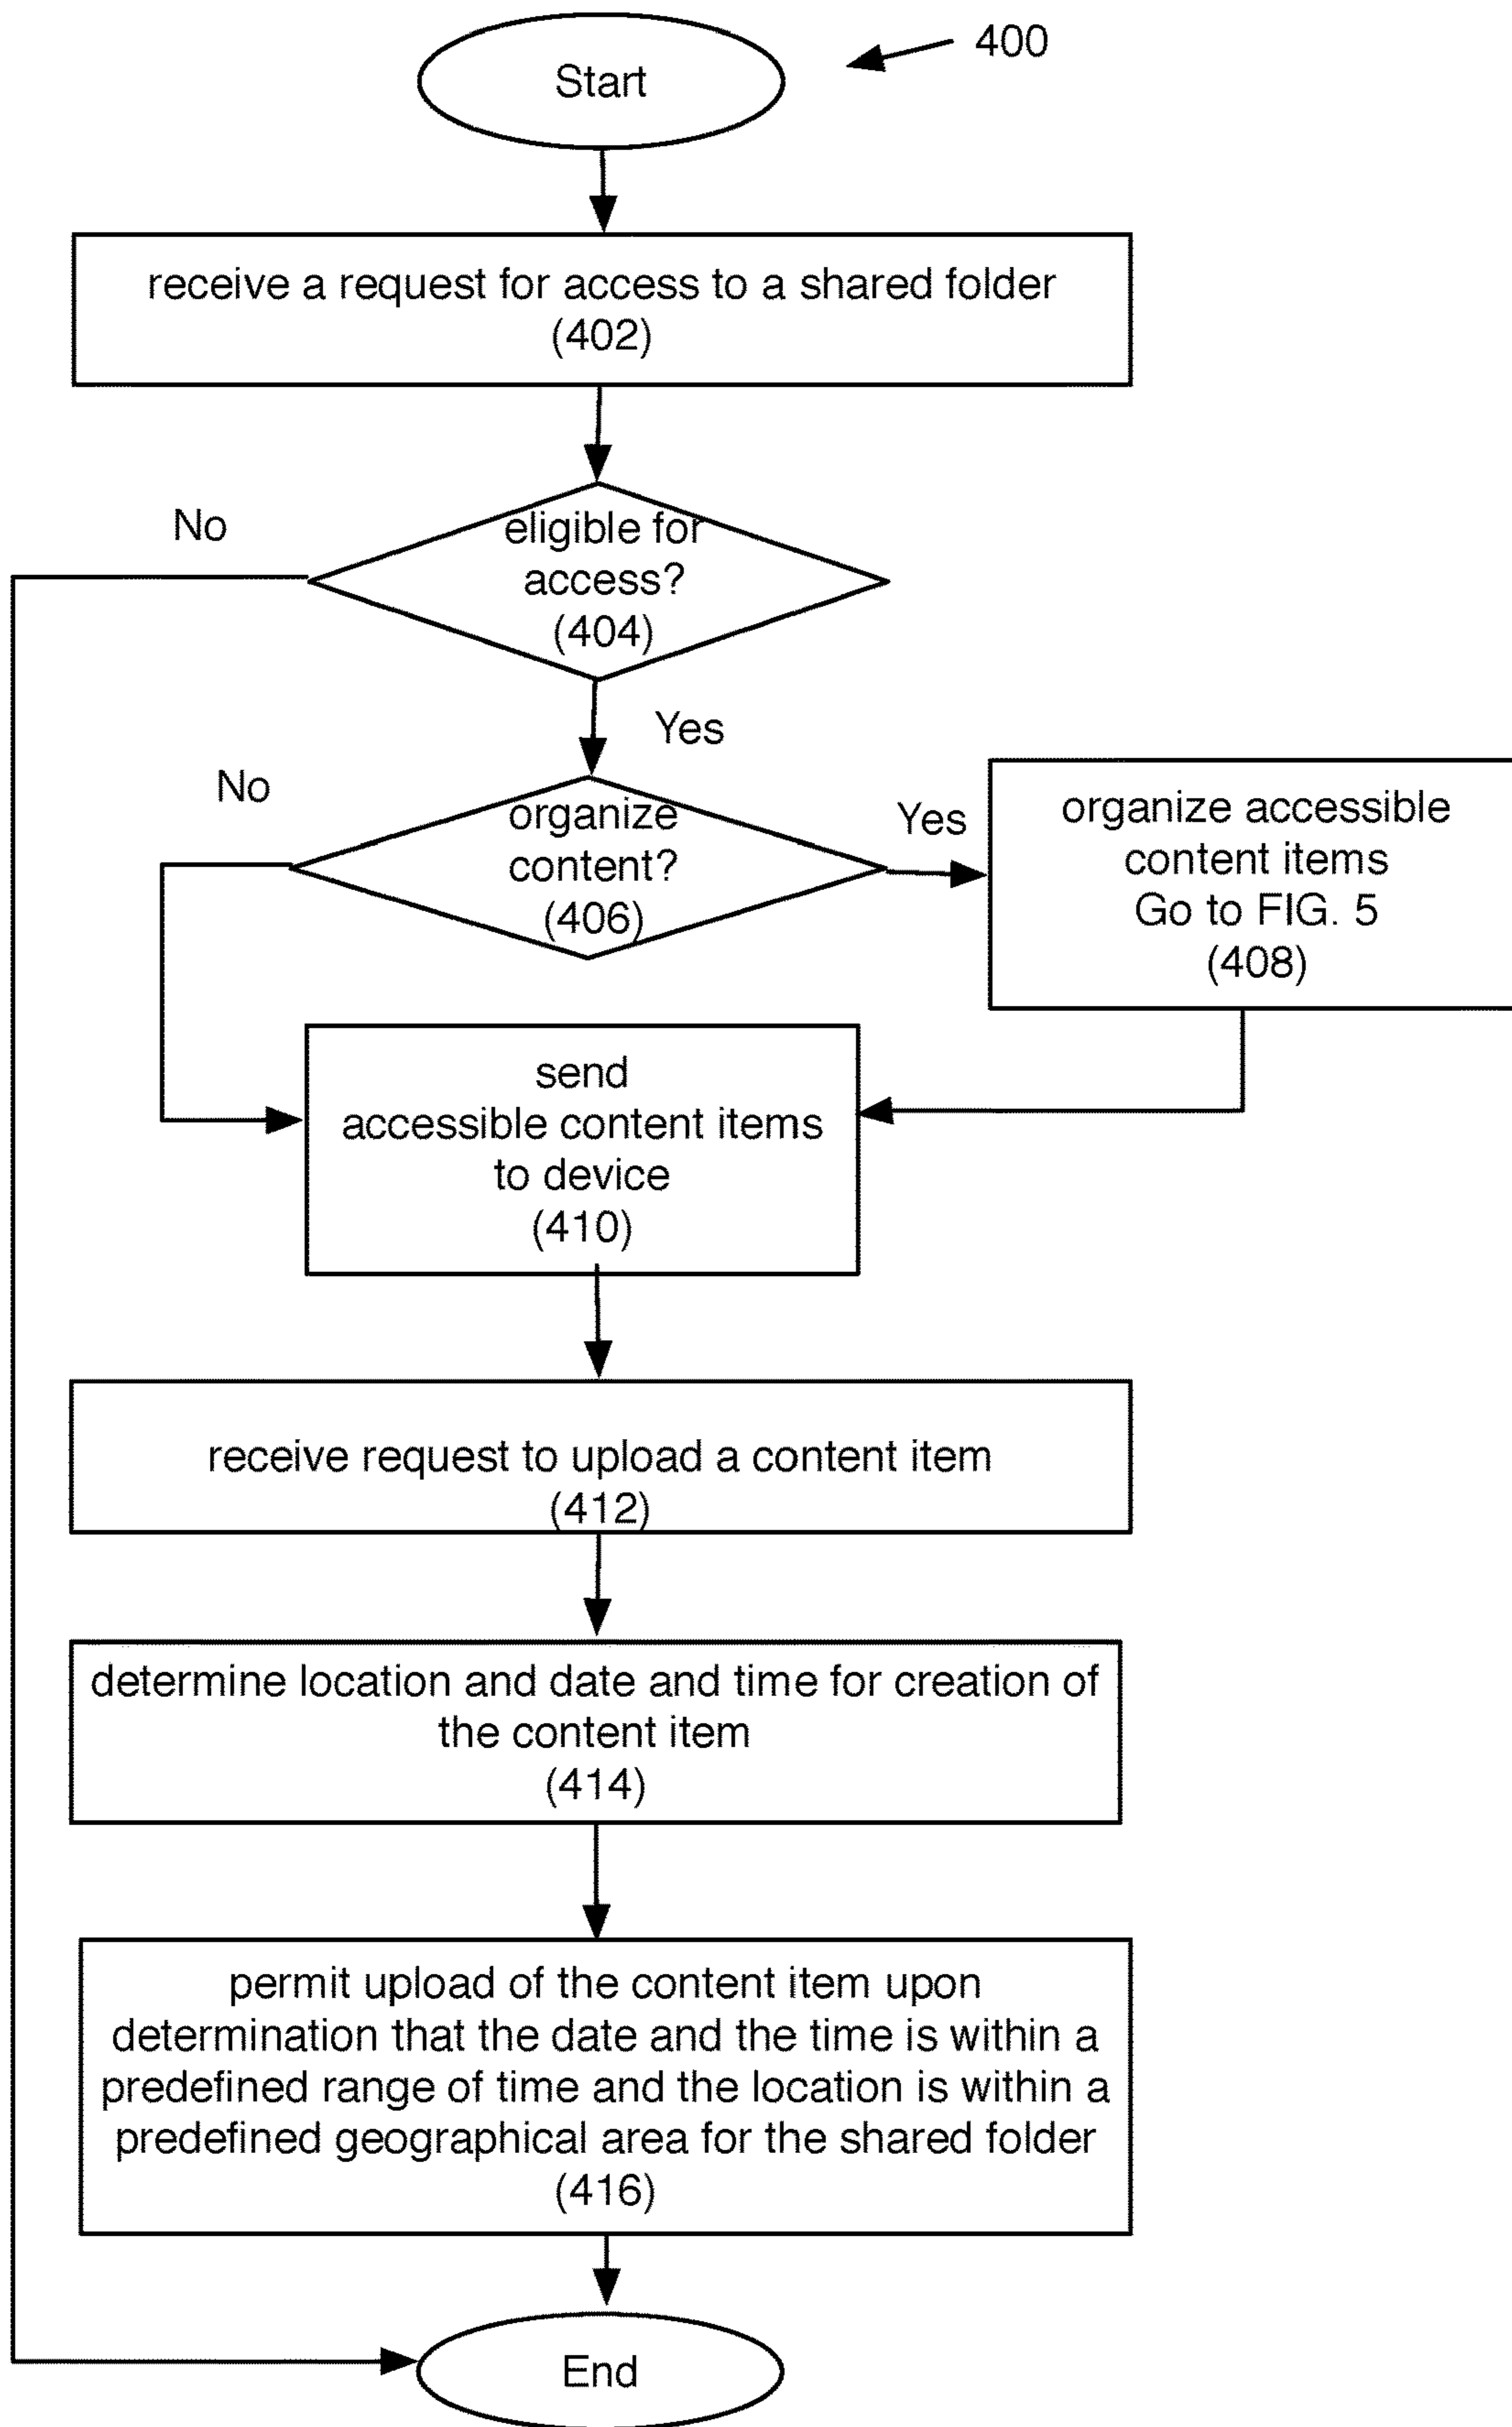 400
Start
receive a request for access to a shared folder
(402)
No
eligible for
access?
(404)
Yes
No
organize
content?
(406)
Yes
organize accessible
content items
Go to FIG. 5
(408)
send
accessible content items
to device
(410)
receive request to upload a content item
(412)
determine location and date and time for creation of
the content item
(414)
permit upload of the content item upon
determination that the date and the time is within a
predefined range of time and the location is within a
predefined geographical area for the shared folder
(416)
End